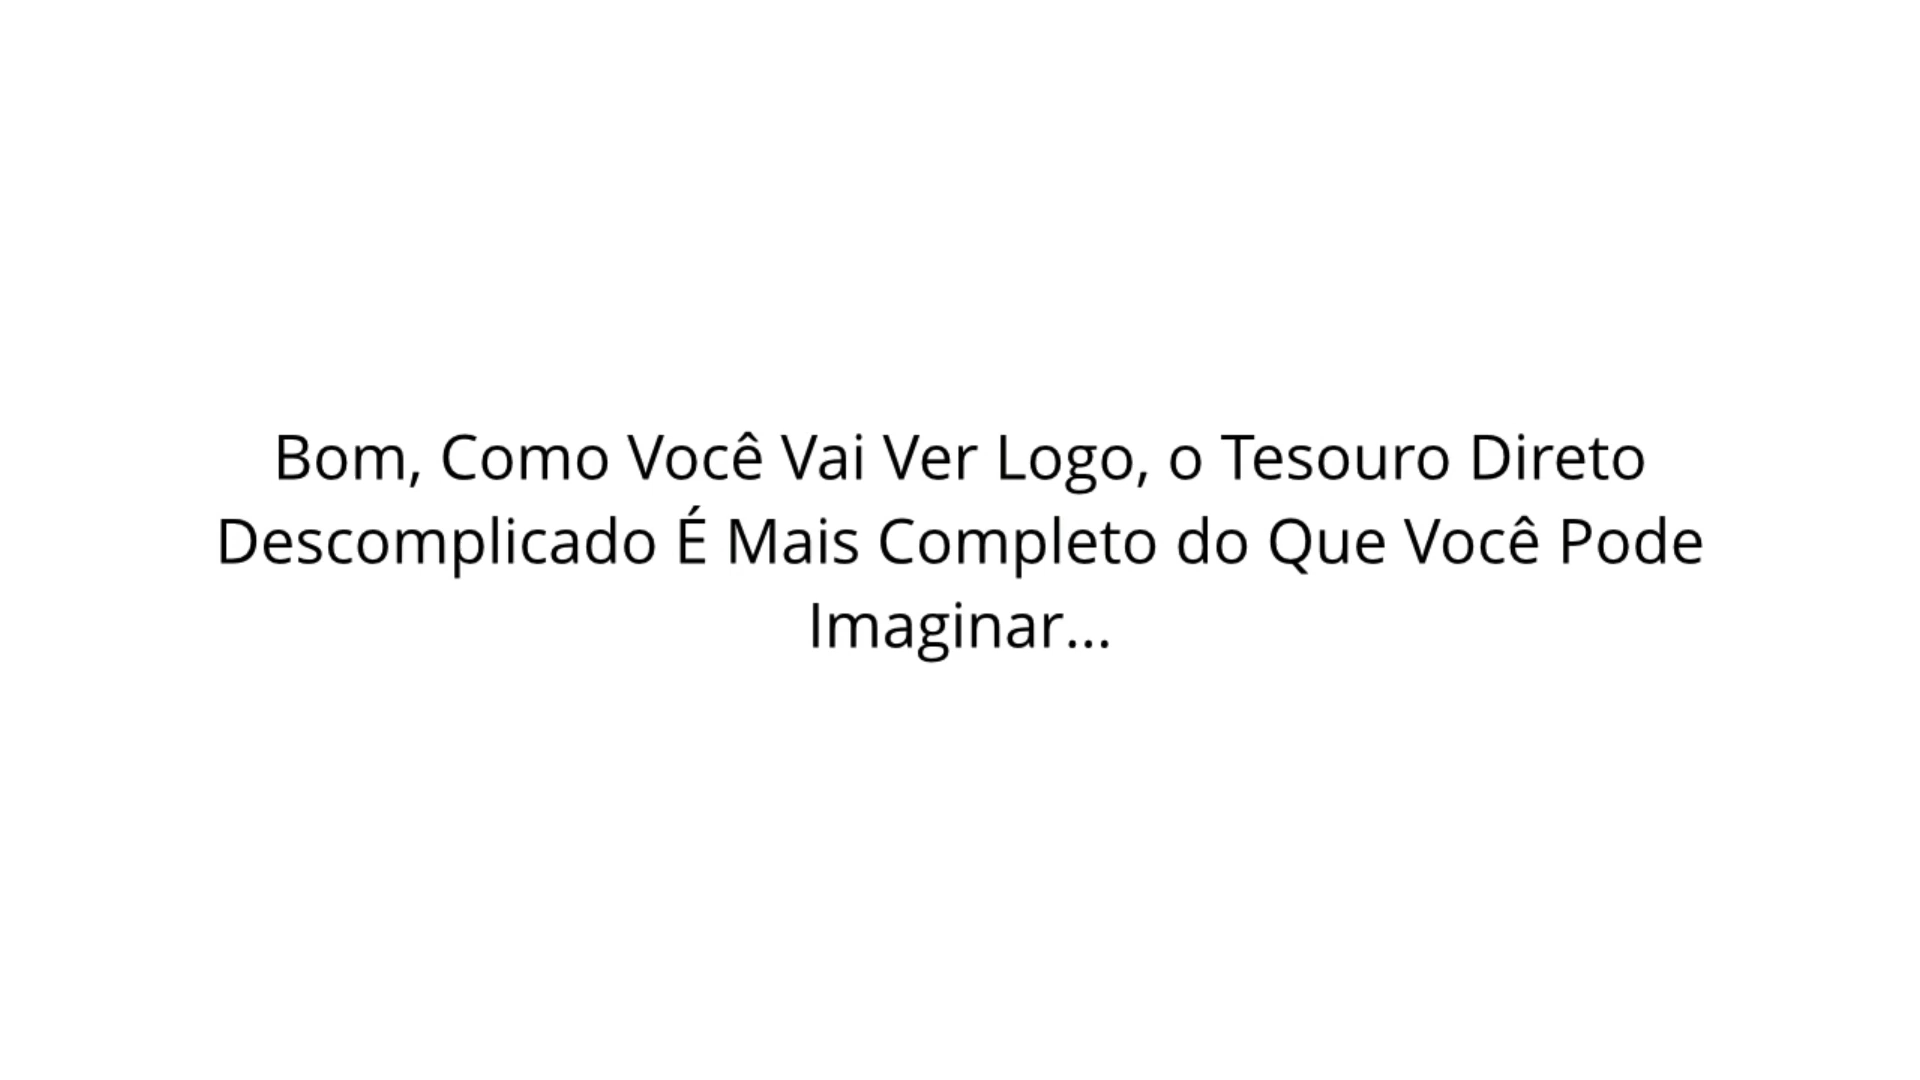 Bom, Como Você Vai Ver Logo, o Tesouro Direto
Descomplicado É Mais Completo do Que Você Pode
Imaginar...